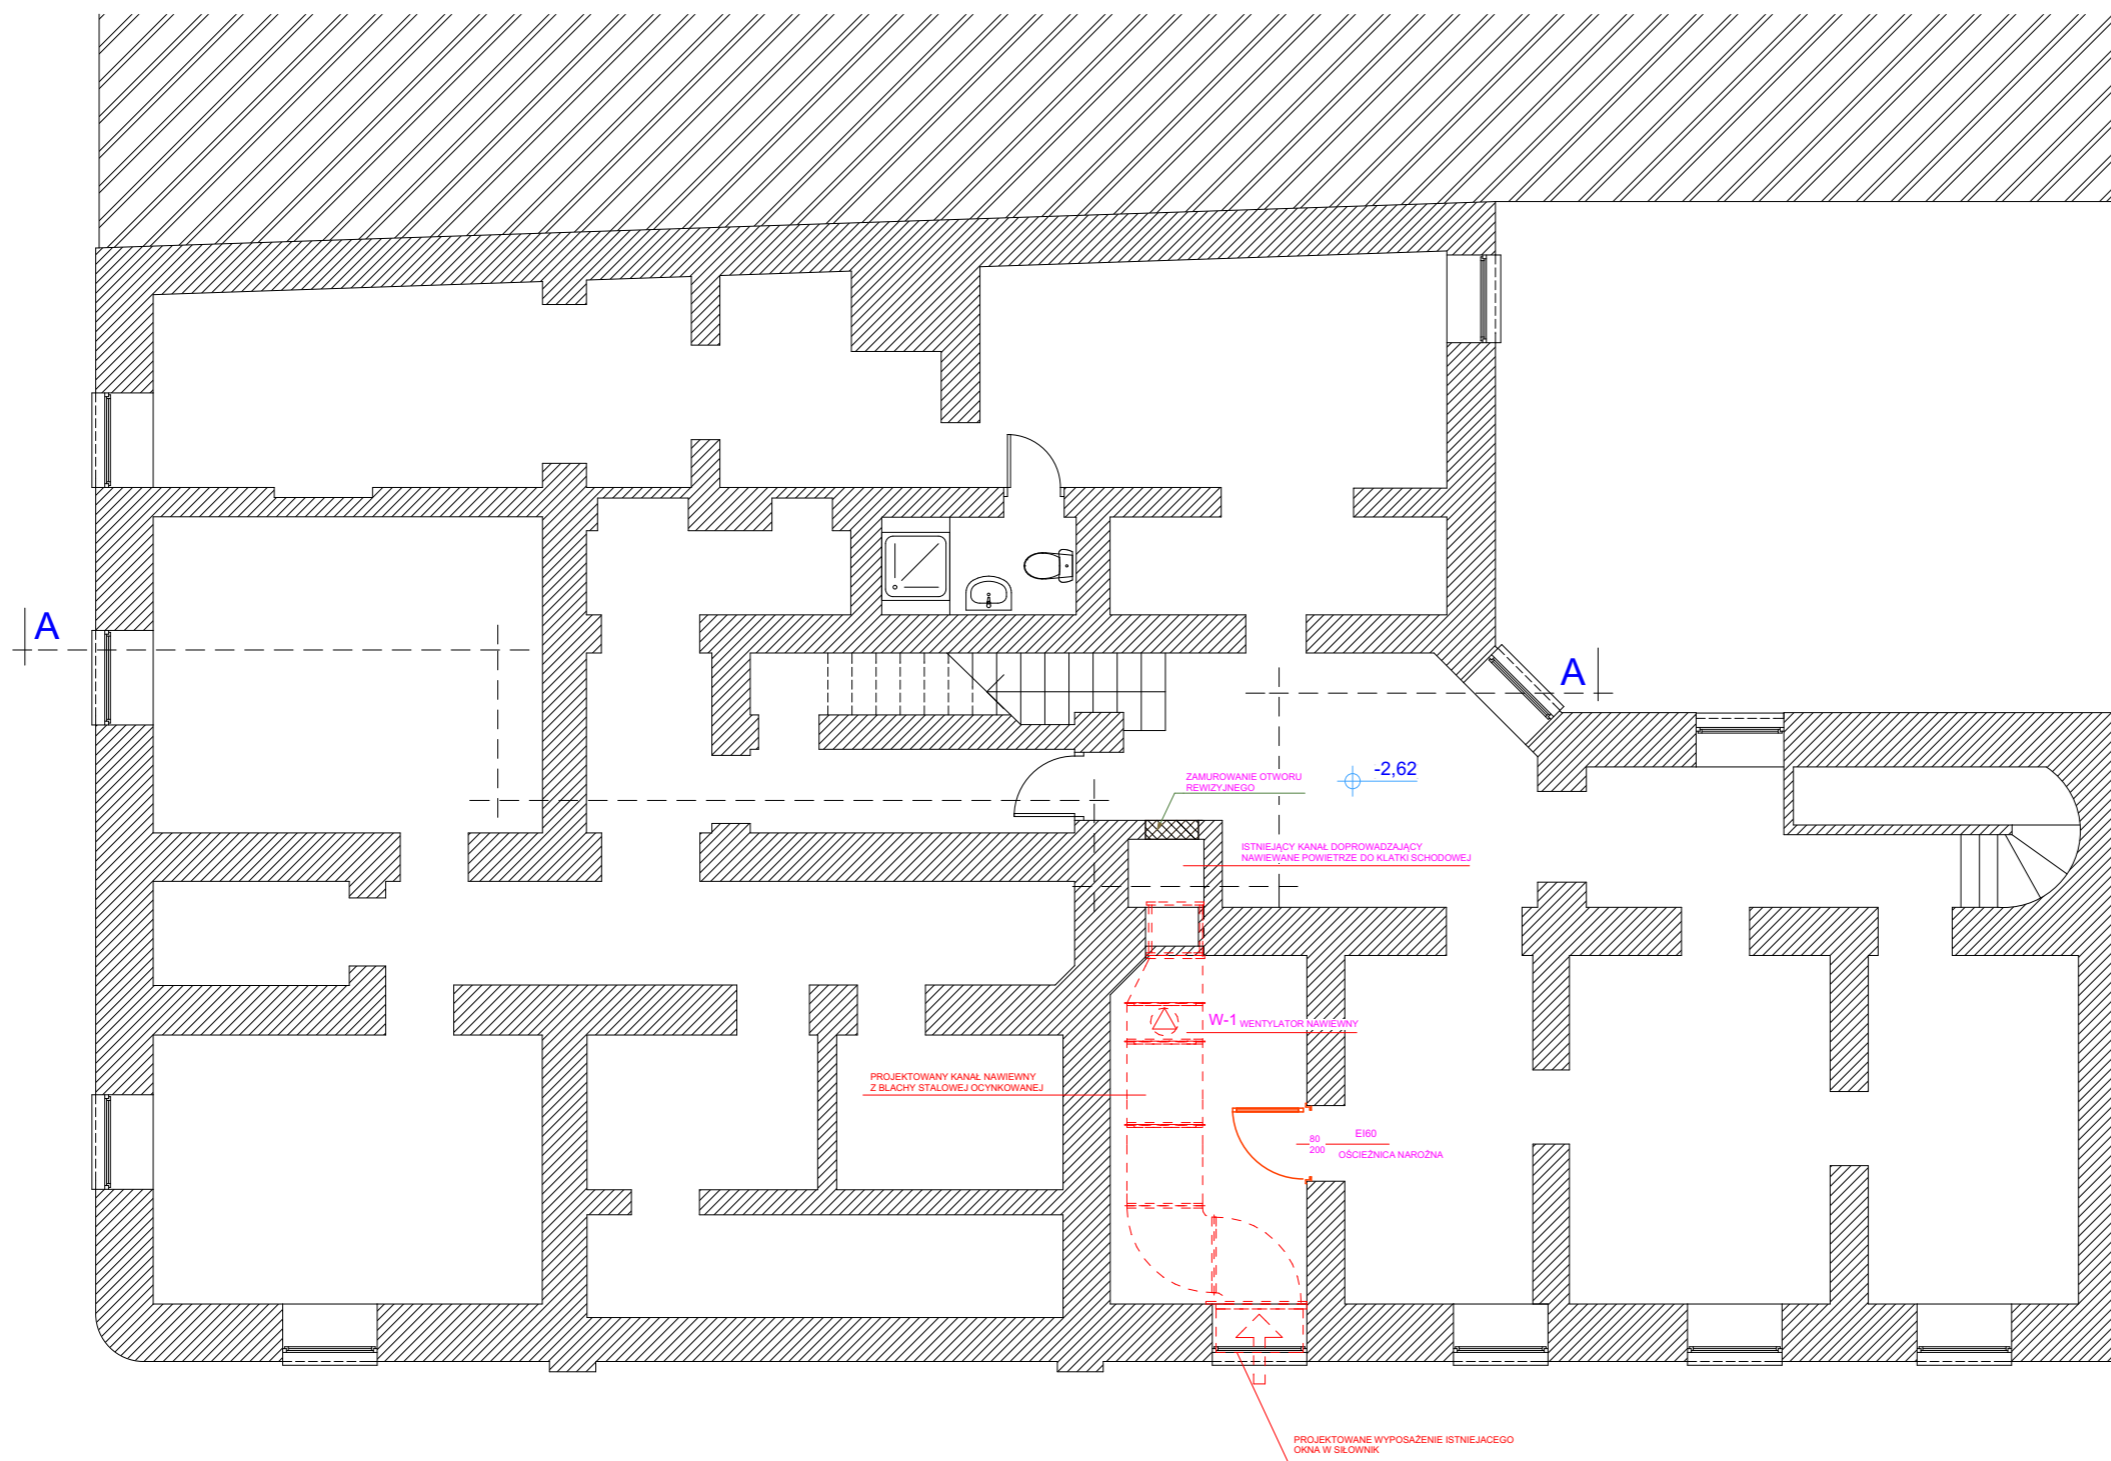 A
A
-2,62
ZAMUROWANIE OTWORU
REWIZYJNEGO
ISTNIEJĄCY KANAŁ DOPROWADZAJĄCY
NAWIEWANE POWIETRZE DO KLATKI SCHODOWEJ
W-1 WENTYLATOR NAWIEWNY
PROJEKTOWANY KANAŁ NAWIEWNY
Z BLACHY STALOWEJ OCYNKOWANEJ
80
200
EI60
OŚCIEŻNICA NAROŻNA
PROJEKTOWANE WYPOSAŻENIE ISTNIEJACEGO
OKNA W SIŁOWNIK